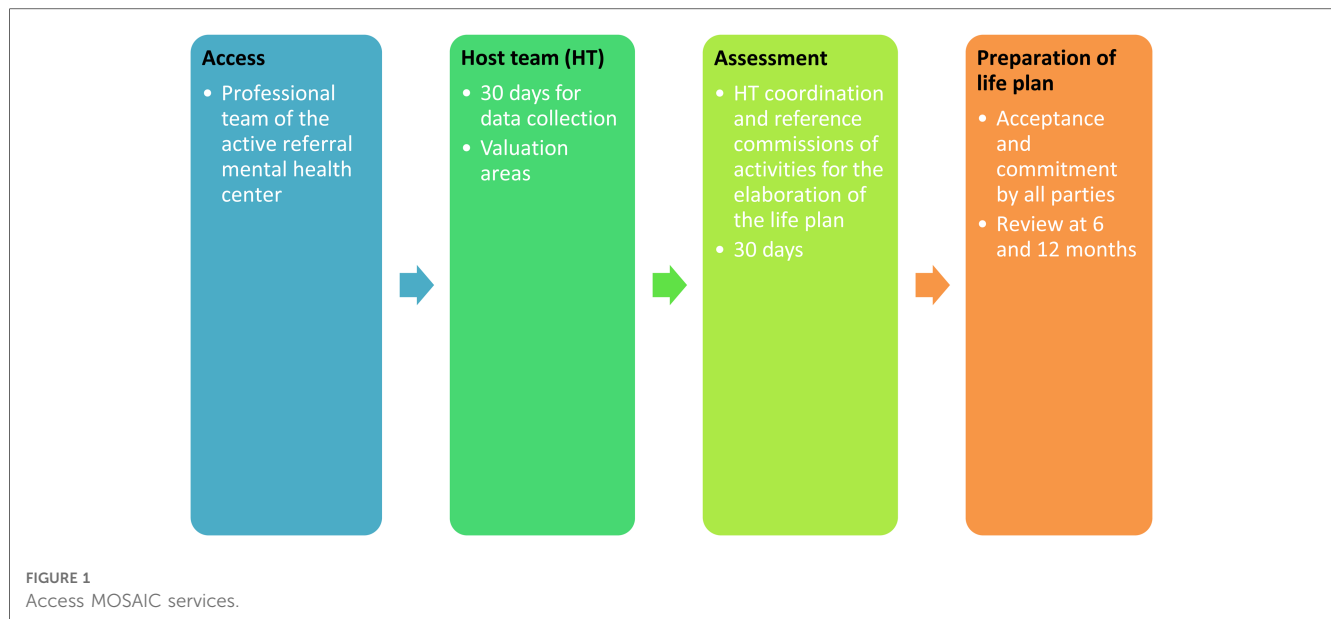 Access
• Professional
team of the
active referral
mental health
center
Host team (HT)
• 30 days for
data collection
• Valuation
areas
Assessment
• HT coordination
and reference
commissions of
activities for the
elaboration of
the life plan
• 30 days
Preparation of
life plan
• Acceptance
and
commitment
by all parties
• Review at 6
and 12 months
FIGURE 1
Access MOSAIC services.